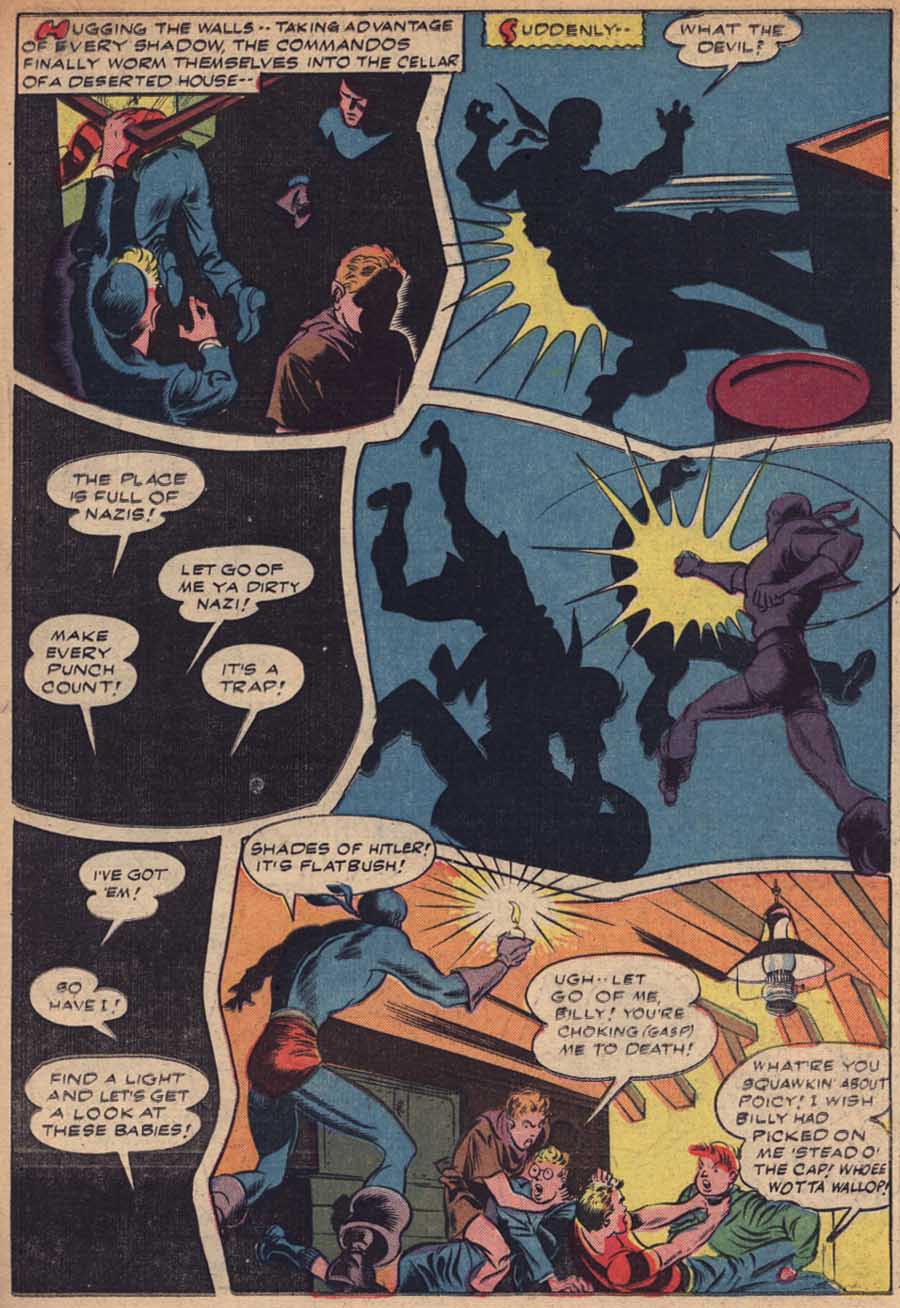 HUGGING THE WALLS-- TAKING ADVANTAGE
OF EVERY SHADOW, THE COMMANDOS
FINALLY WORM THEMSELVES INTO THE CELLAR
OF A DESERTED HOUSE--
SUDDENLY--
WHAT THE
DEVIL?
THE PLACE
IS FULL OF
NAZIS!
LET GO OF
ME YA DIRTY
NAZI!
MAKE
EVERY
PUNCH
COUNT!
IT'S A
TRAP!
I'VE GOT
'EM!
SO
HAVE I!
FIND A LIGHT
AND LET'S GET
A LOOK AT
THESE BABIES!
SHADES OF HITLER!
IT'S FLATBUSH!
UGH-- LET
GO OF ME,
BILLY! YOU'RE
CHOKING (GASP)
ME TO DEATH!
WHAT'RE YOU
SQUAWKIN' ABOUT
POICY! I WISH
BILLY HAD
PICKED ON
ME 'STEAD O'
THE CAP! WHOEE
WOTTA WALLOP!